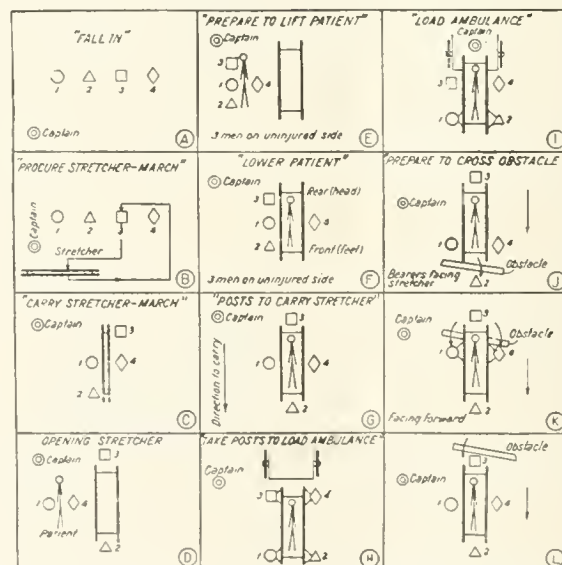 "FALL IN"
1 2 3 4
Captain
A
"PROCURE STRETCHER-MARCH"
Captain
1 2 3 4
Stretcher
B
"CARRY STRETCHER-MARCH"
Captain
3
1 4
2
C
OPENING STRETCHER
Captain
3
1 4
Patient
2
D
"PREPARE TO LIFT PATIENT"
Captain
3
1 4
2
3 men on uninjured side
E
"LOWER PATIENT"
Captain
Rear (head)
3
1 4
2
Front (feet)
3 men on uninjured side
F
"POSTS TO CARRY STRETCHER"
Captain
3
1 4
Direction to carry
2
G
"TAKE POSTS TO LOAD AMBULANCE"
Captain
3 4
1 2
H
"LOAD AMBULANCE"
Captain
3 4
1 2
I
"PREPARE TO CROSS OBSTACLE"
3
Captain
1 4
Obstacle
Bearers facing
stretcher
2
J
3
Captain
Obstacle
1 4
Facing forward
2
K
Obstacle
3
Captain
1 4
2
L